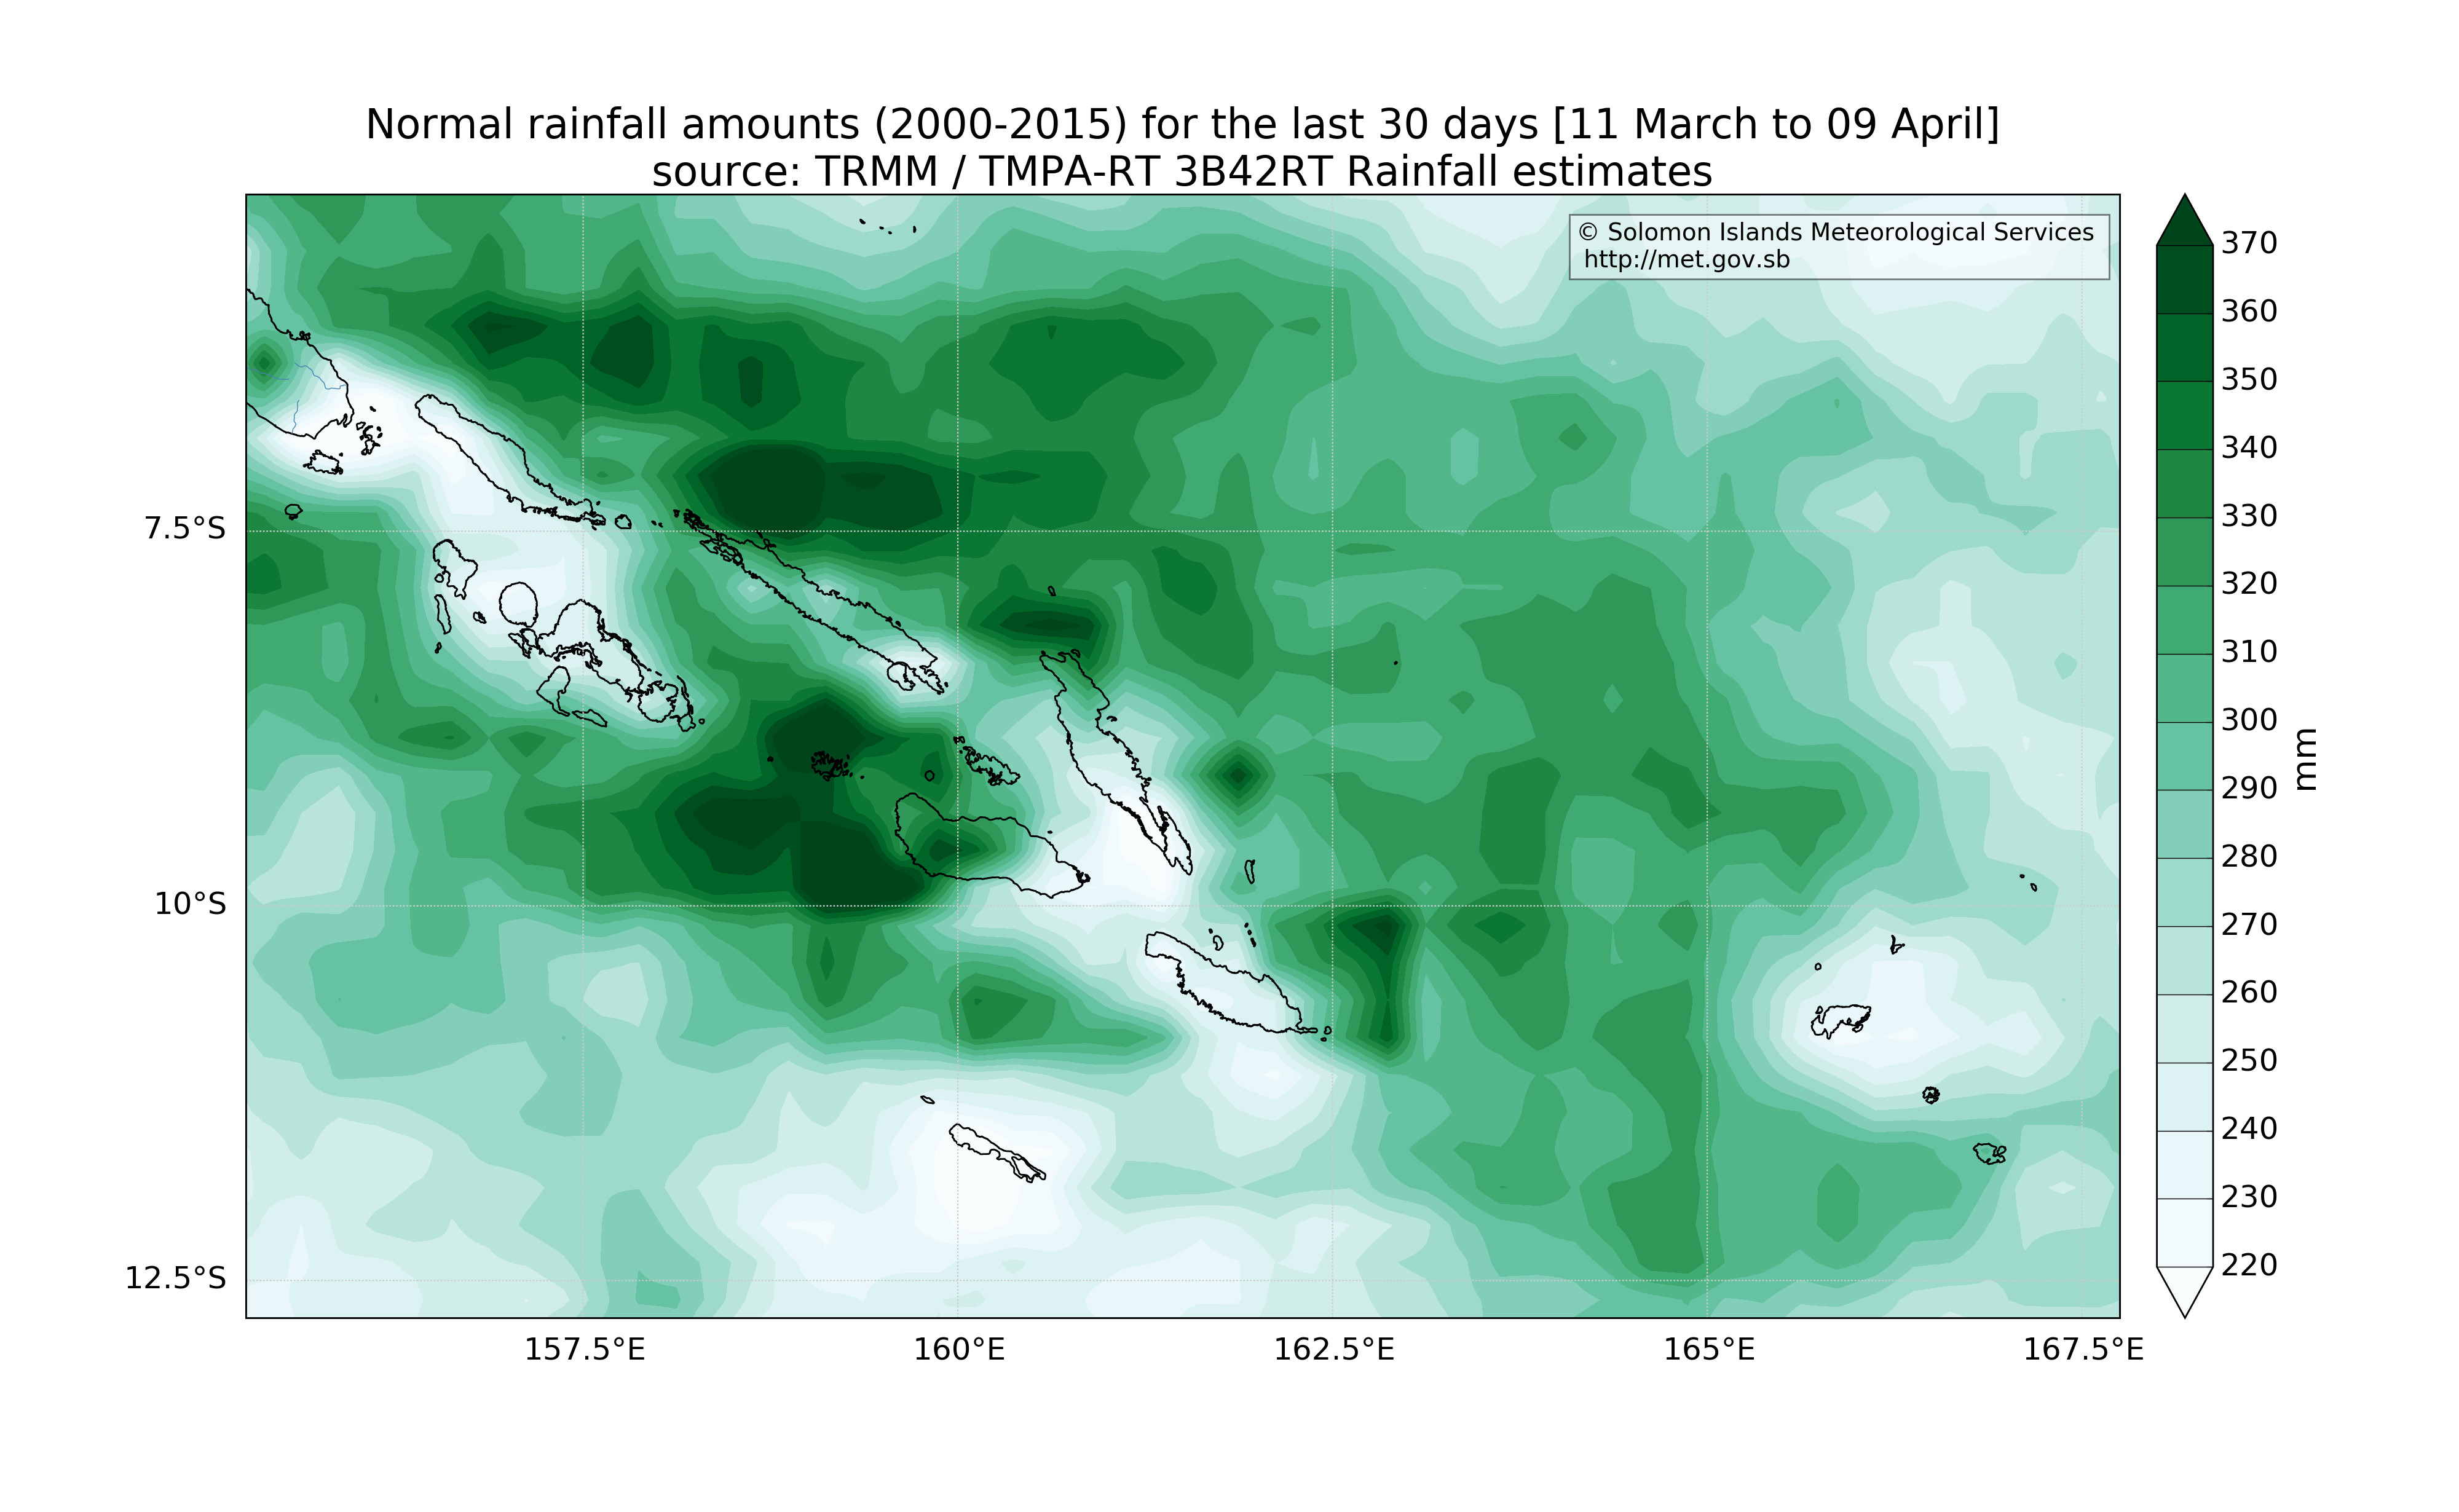 Normal rainfall amounts (2000-2015) for the last 30 days [11 March to 09 April]
source: TRMM / TMPA-RT 3B42RT Rainfall estimates
© Solomon Islands Meteorological Services
http://met.gov.sb
370
360
350
340
330
320
310
300
290
280
270
260
250
240
230
220
mm
7.5°S
10°S
12.5°S
157.5°E
160°E
162.5°E
165°E
167.5°E